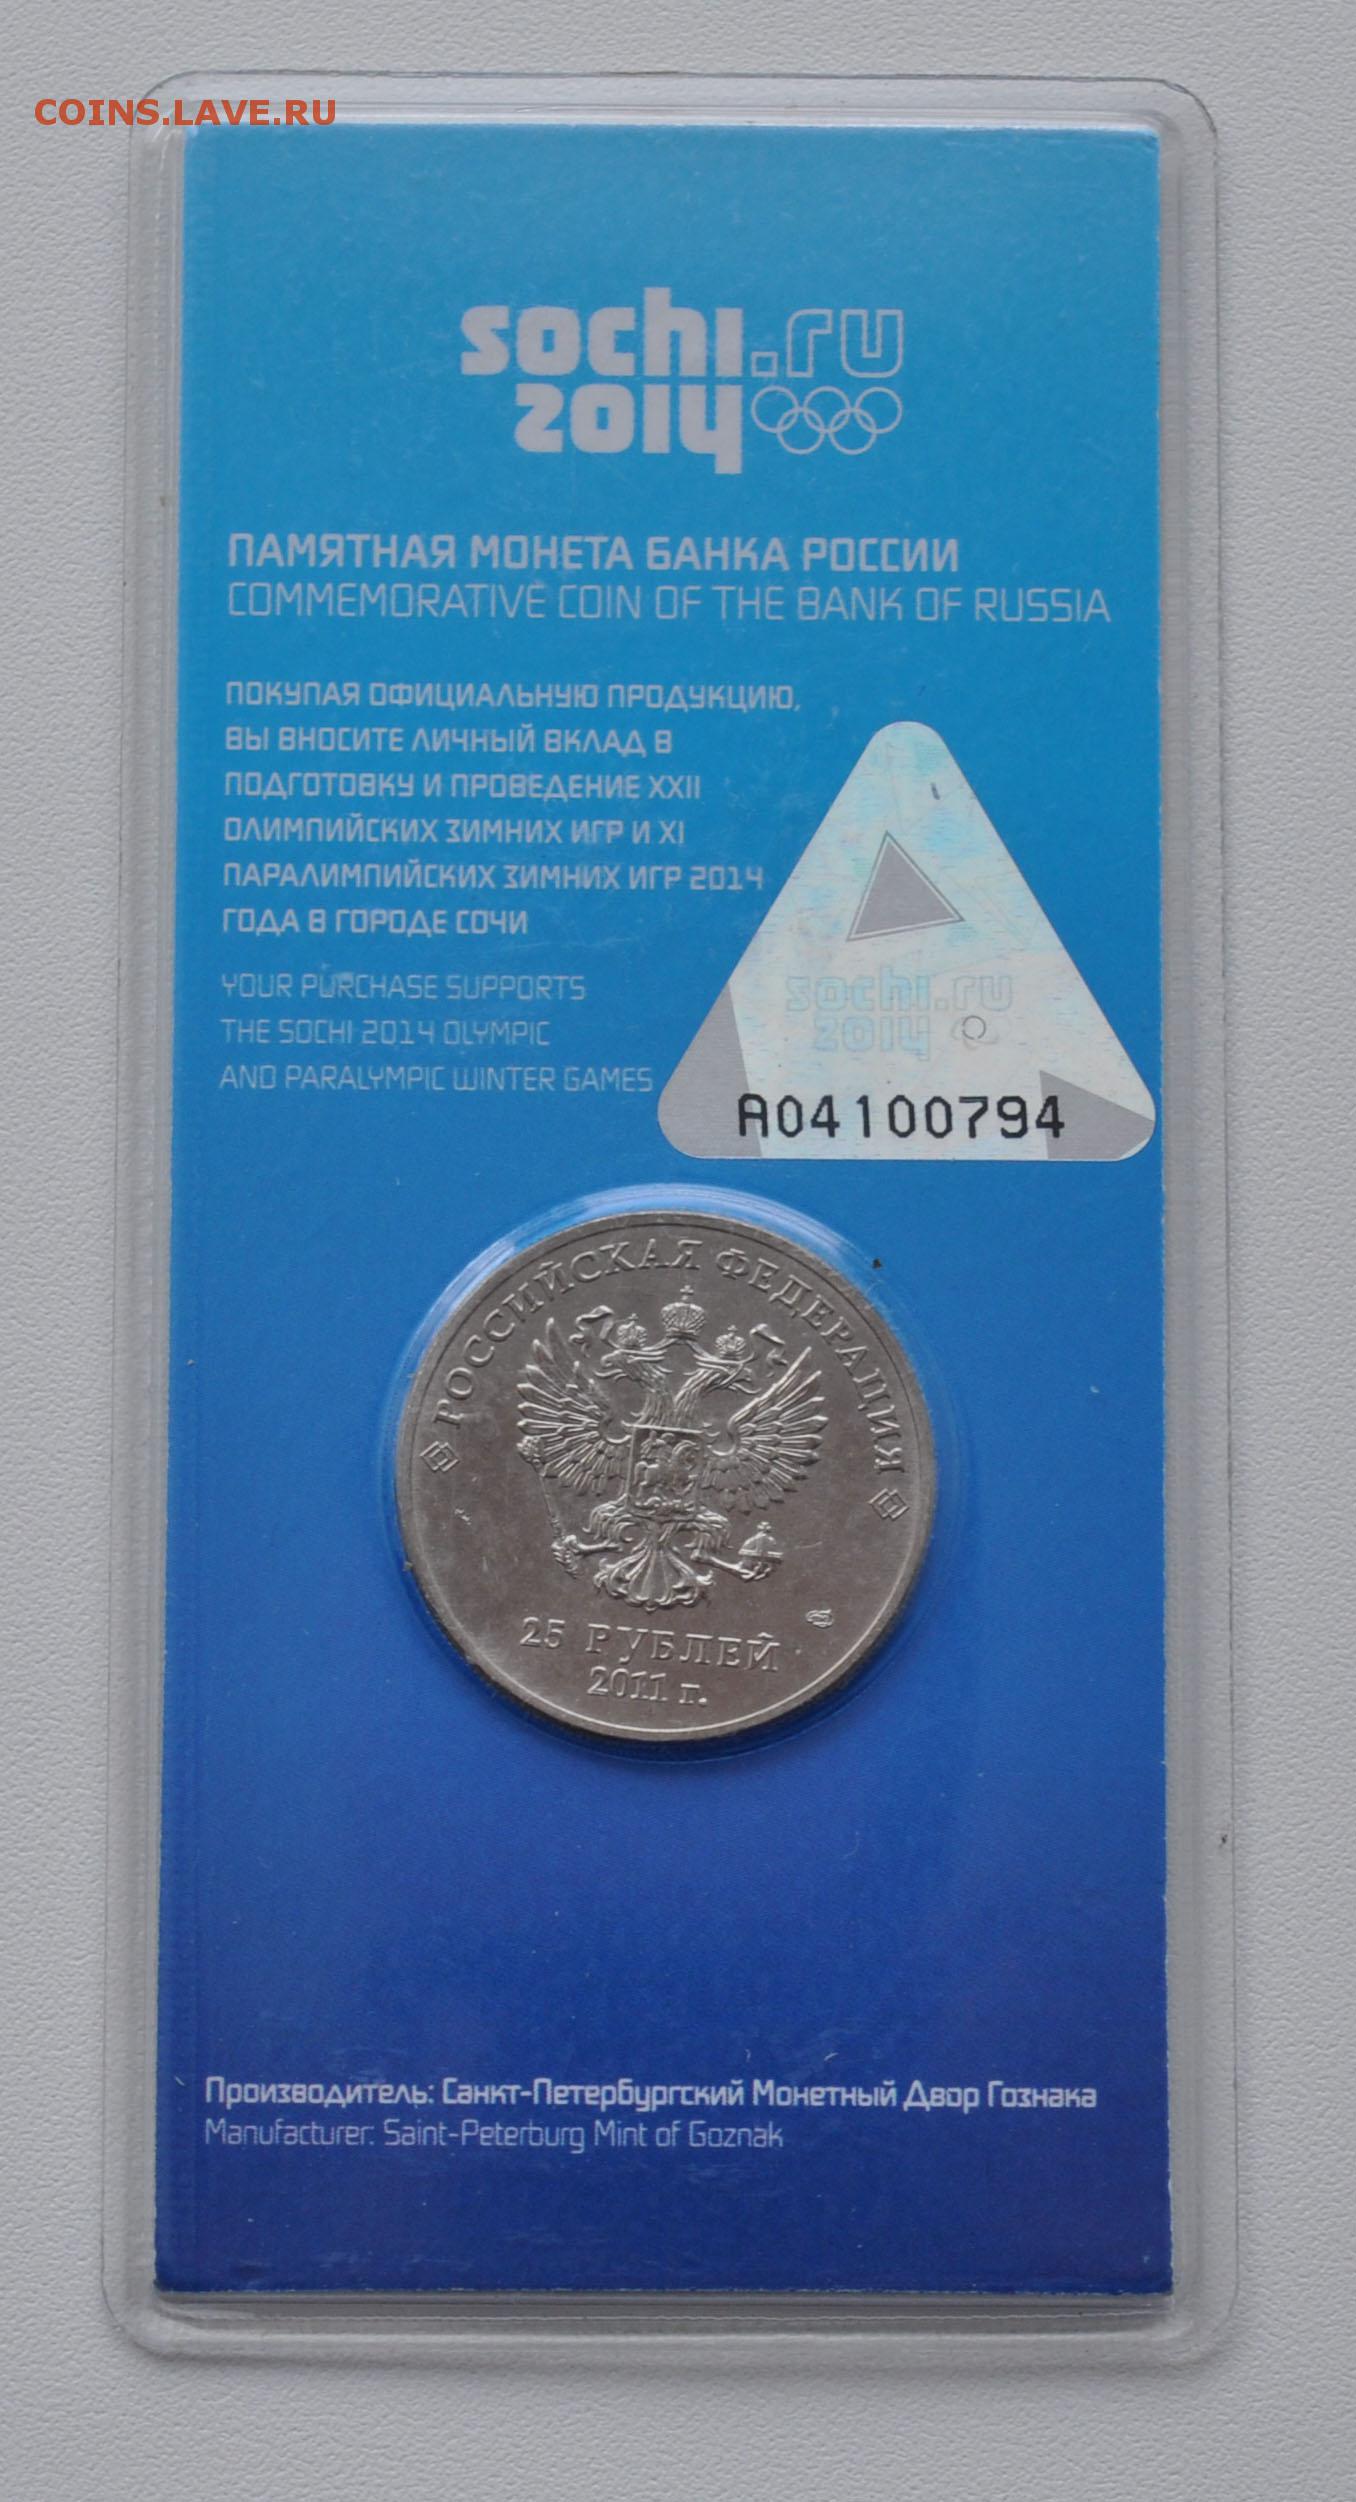 COINS.LAVE.RU
sochi.ru
2014
ПАМЯТНАЯ МОНЕТА БАНКА РОССИИ
COMMEMORATIVE COIN OF THE BANK OF RUSSIA
ПОКУПАЯ ОФИЦИАЛЬНУЮ ПРОДУКЦИЮ,
ВЫ ВНОСИТЕ ЛИЧНЫЙ ВКЛАД В
ПОДГОТОВКУ И ПРОВЕДЕНИЕ XXII
ОЛИМПИЙСКИХ ЗИМНИХ ИГР И XI
ПАРАЛИМПИЙСКИХ ЗИМНИХ ИГР 2014
ГОДА В ГОРОДЕ СОЧИ
YOUR PURCHASE SUPPORTS
THE SOCHI 2014 OLYMPIC
AND PARALYMPIC WINTER GAMES
sochi.ru
2014
A04100794
РОССИЙСКАЯ ФЕДЕРАЦИЯ
СПМД
25 РУБЛЕЙ
2011 г.
Производитель: Санкт-Петербургский Монетный Двор Гознака
Manufacturer: Saint-Peterburg Mint of Goznak